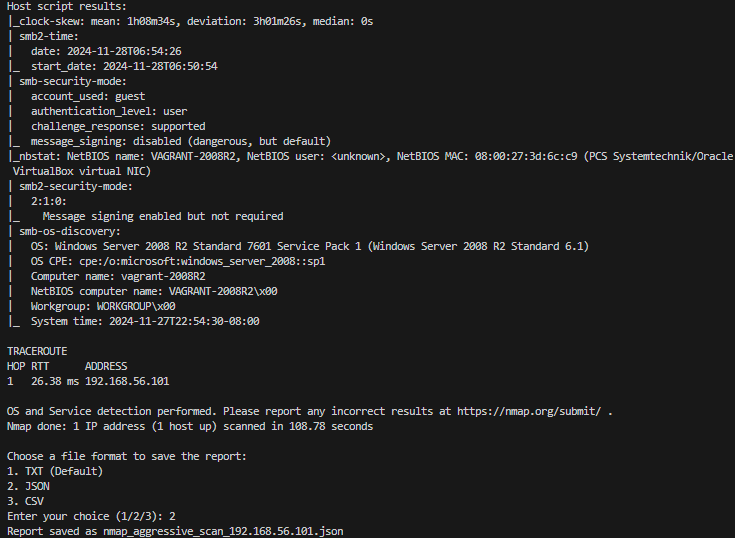 Host script results:
|_clock-skew: mean: 1h08m34s, deviation: 3h01m26s, median: 0s
| smb2-time:
|   date: 2024-11-28T06:54:26
|_  start_date: 2024-11-28T06:50:54
| smb-security-mode:
|   account_used: guest
|   authentication_level: user
|   challenge_response: supported
|_  message_signing: disabled (dangerous, but default)
|_nbstat: NetBIOS name: VAGRANT-2008R2, NetBIOS user: <unknown>, NetBIOS MAC: 08:00:27:3d:6c:c9 (PCS Systemtechnik/Oracle
VirtualBox virtual NIC)
| smb2-security-mode:
|   2:1:0:
|_    Message signing enabled but not required
| smb-os-discovery:
|   OS: Windows Server 2008 R2 Standard 7601 Service Pack 1 (Windows Server 2008 R2 Standard 6.1)
|   OS CPE: cpe:/o:microsoft:windows_server_2008::sp1
|   Computer name: vagrant-2008R2
|   NetBIOS computer name: VAGRANT-2008R2\x00
|   Workgroup: WORKGROUP\x00
|_  System time: 2024-11-27T22:54:30-08:00

TRACEROUTE
HOP RTT      ADDRESS
1   26.38 ms 192.168.56.101

OS and Service detection performed. Please report any incorrect results at https://nmap.org/submit/ .
Nmap done: 1 IP address (1 host up) scanned in 108.78 seconds

Choose a file format to save the report:
1. TXT (Default)
2. JSON
3. CSV
Enter your choice (1/2/3): 2
Report saved as nmap_aggressive_scan_192.168.56.101.json